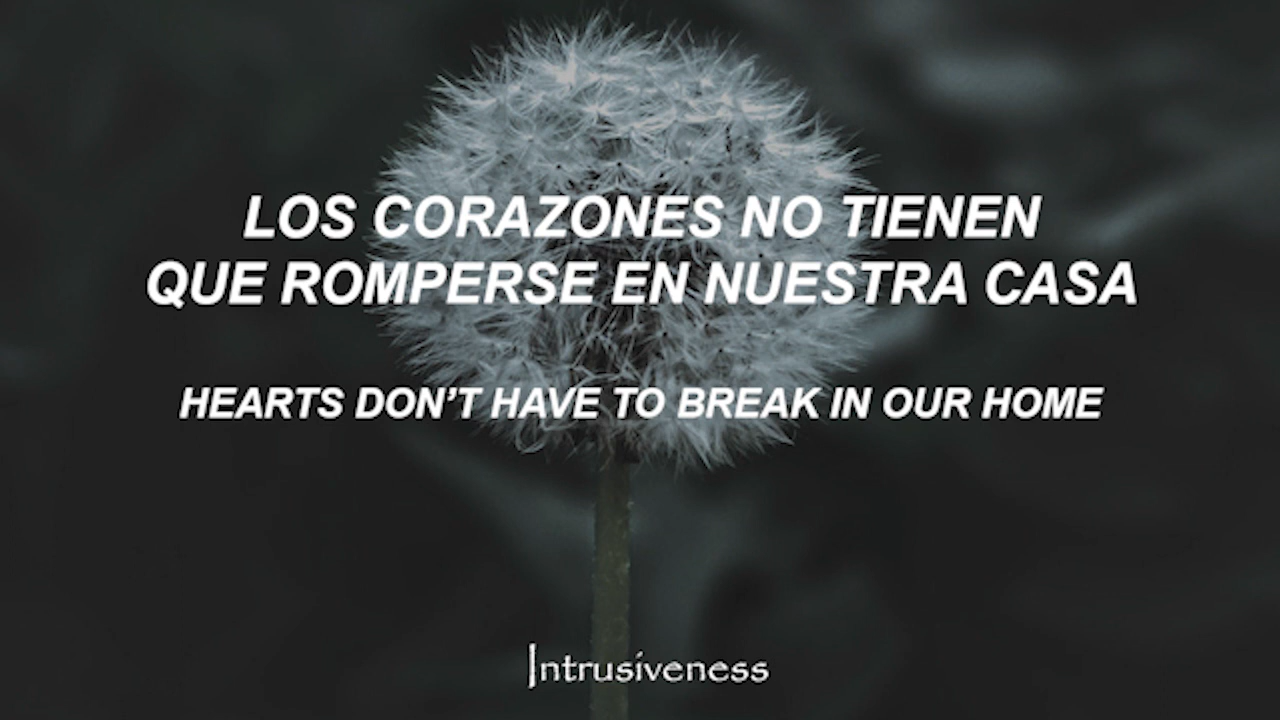 LOS CORAZONES NO TIENEN
QUE ROMPERSE EN NUESTRA CASA
HEARTS DON'T HAVE TO BREAK IN OUR HOME
Intrusiveness